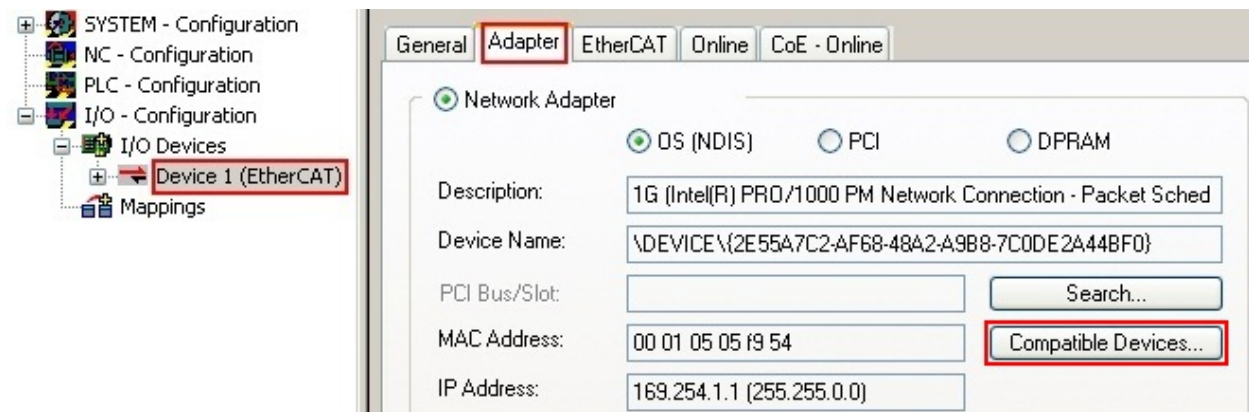 SYSTEM - Configuration
NC - Configuration
PLC - Configuration
I/O - Configuration
I/O Devices
Device 1 (EtherCAT)
Mappings
General Adapter EtherCAT Online CoE - Online
Network Adapter
OS (NDIS) PCI DPRAM
Description: 1G (Intel(R) PRO/1000 PM Network Connection - Packet Sched
Device Name: \DEVICE\{2E55A7C2-AF68-48A2-A9B8-7C0DE2A44BF0}
PCI Bus/Slot: Search...
MAC Address: 00 01 05 05 f9 54 Compatible Devices...
IP Address: 169.254.1.1 (255.255.0.0)